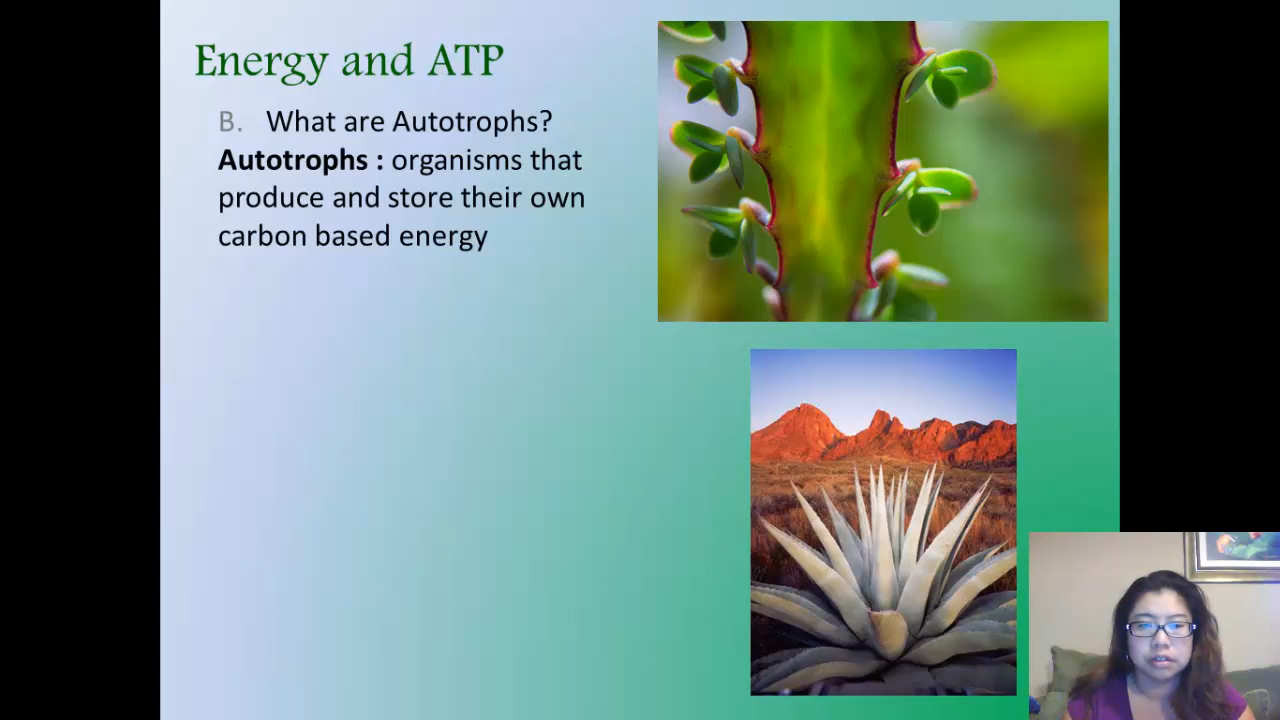 Energy and ATP
B. What are Autotrophs?
Autotrophs : organisms that
produce and store their own
carbon based energy